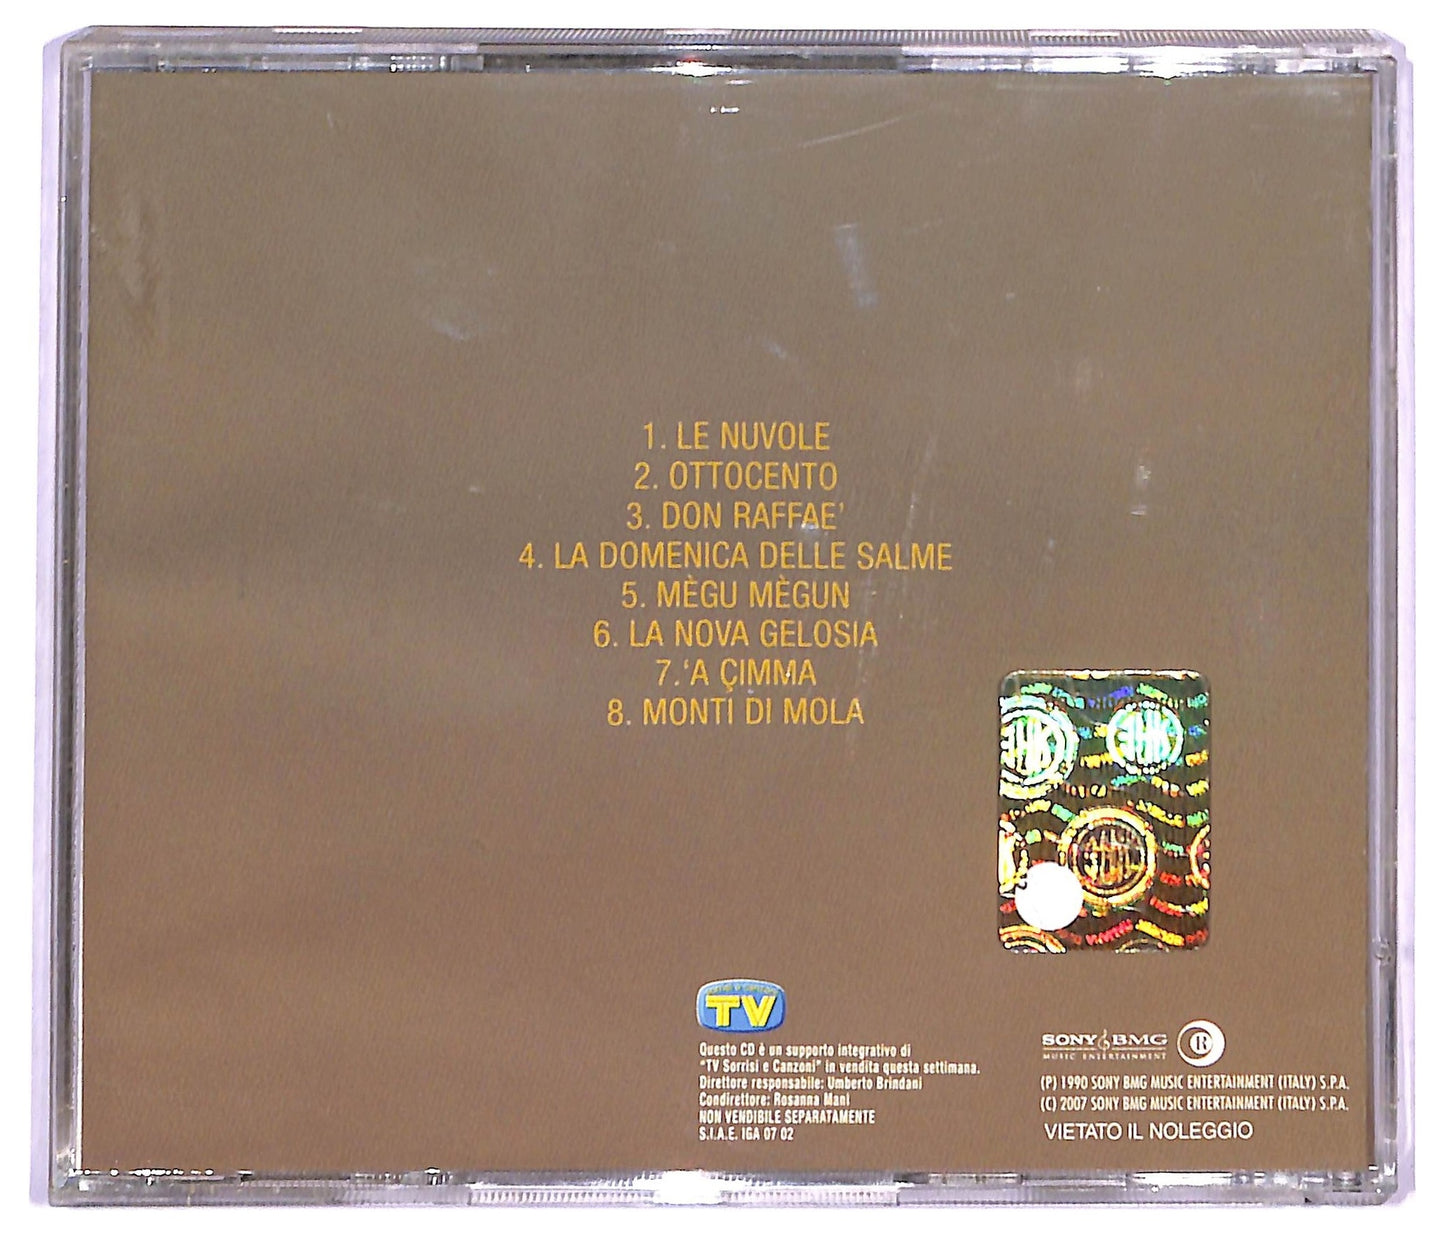 1. LE NUVOLE
2. OTTOCENTO
3. DON RAFFAE'
4. LA DOMENICA DELLE SALME
5. MÈGU MÈGUN
6. LA NOVA GELOSIA
7.'A ÇIMMA
8. MONTI DI MOLA
TV
Questo CD è un supporto integrativo di
"TV Sorrisi e Canzoni" in vendita questa settimana.
Direttore responsabile: Umberto Brindani
Condirettore: Rosanna Mani
NON VENDIBILE SEPARATAMENTE
S.I.A.E. IGA 07 02
SONY BMG
MUSIC ENTERTAINMENT
R
(P) 1990 SONY BMG MUSIC ENTERTAINMENT (ITALY) S.P.A.
(C) 2007 SONY BMG MUSIC ENTERTAINMENT (ITALY) S.P.A.
VIETATO IL NOLEGGIO